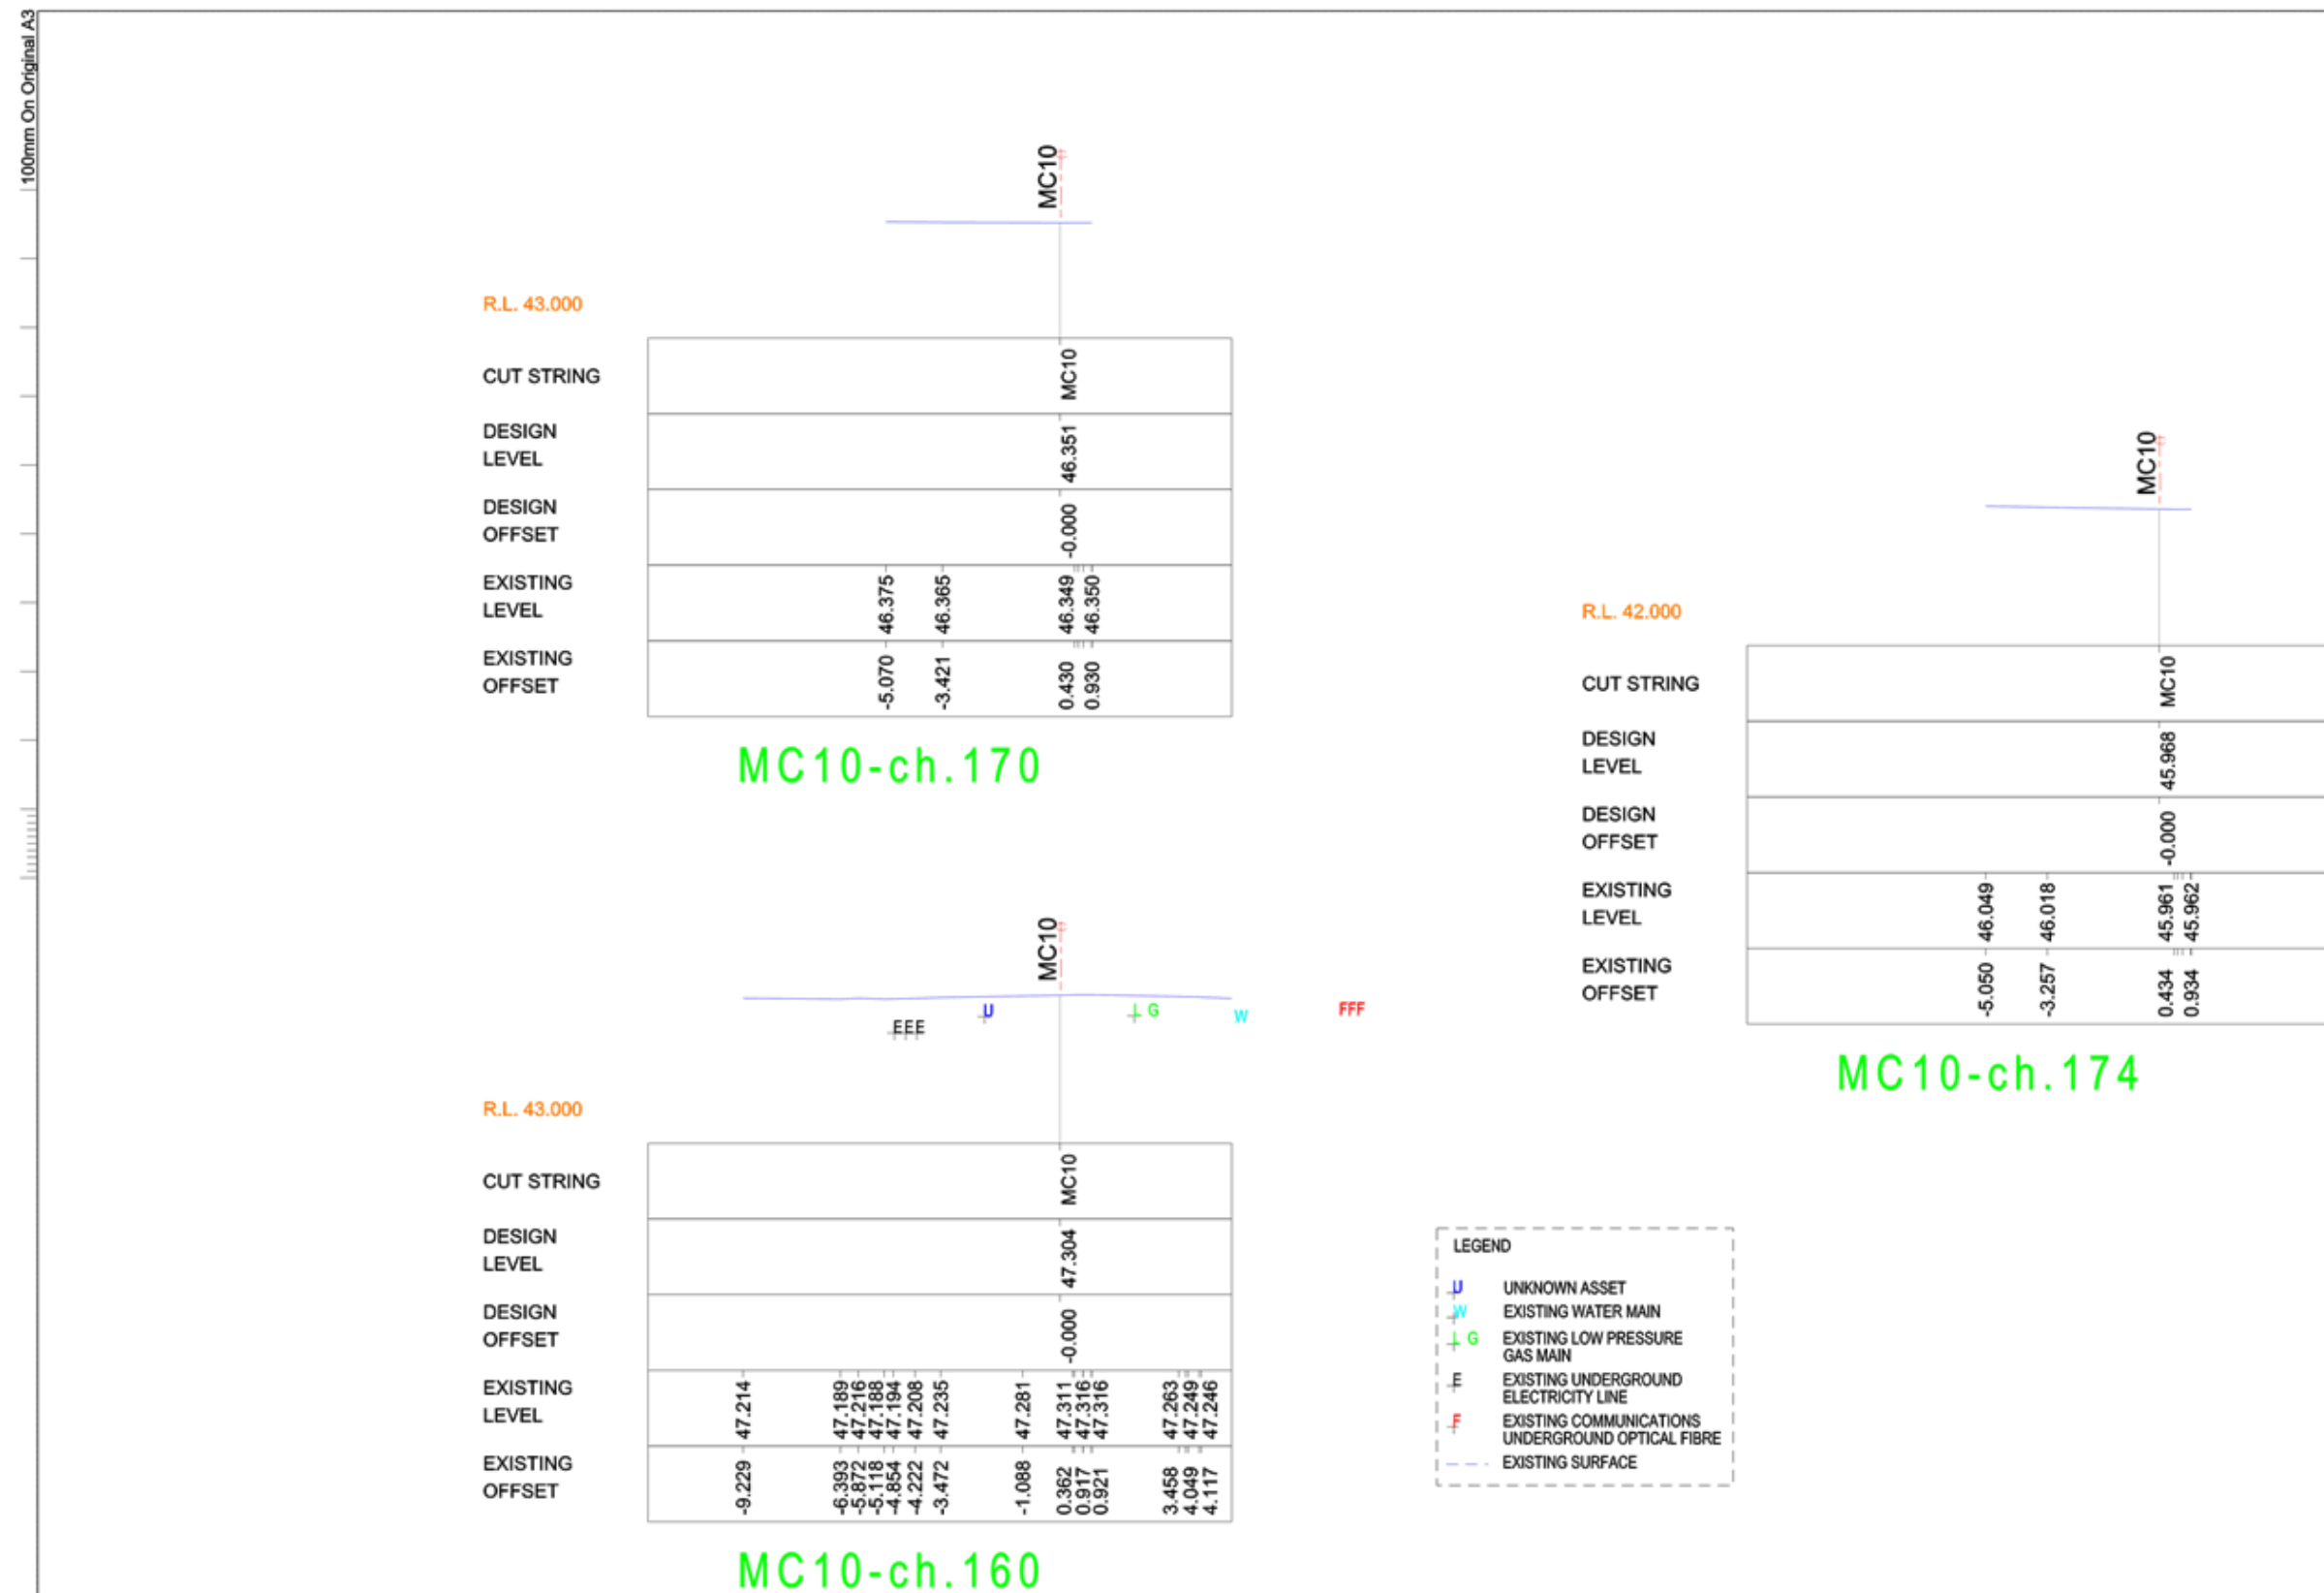 100mm On Original A3
MC10
R.L. 43.000
CUT STRING
MC10
DESIGN
LEVEL
46.351
DESIGN
OFFSET
-0.000
EXISTING
LEVEL
46.375 46.365 46.349 46.350
EXISTING
OFFSET
-5.070 -3.421 0.430 0.930
MC10-ch.170
MC10
EEE U L G W FFF
R.L. 43.000
CUT STRING
MC10
DESIGN
LEVEL
47.304
DESIGN
OFFSET
-0.000
EXISTING
LEVEL
47.214 47.189 47.216 47.188 47.194 47.208 47.235 47.281 47.311 47.316 47.316 47.263 47.249 47.246
EXISTING
OFFSET
-9.229 -6.393 -5.872 -5.118 -4.854 -4.222 -3.472 -1.088 0.362 0.917 0.921 3.458 4.049 4.117
MC10-ch.160
MC10
R.L. 42.000
CUT STRING
MC10
DESIGN
LEVEL
45.968
DESIGN
OFFSET
-0.000
EXISTING
LEVEL
46.049 46.018 45.961 45.962
EXISTING
OFFSET
-5.050 -3.257 0.434 0.934
MC10-ch.174
LEGEND
U UNKNOWN ASSET
W EXISTING WATER MAIN
L G EXISTING LOW PRESSURE
GAS MAIN
E EXISTING UNDERGROUND
ELECTRICITY LINE
F EXISTING COMMUNICATIONS
UNDERGROUND OPTICAL FIBRE
EXISTING SURFACE